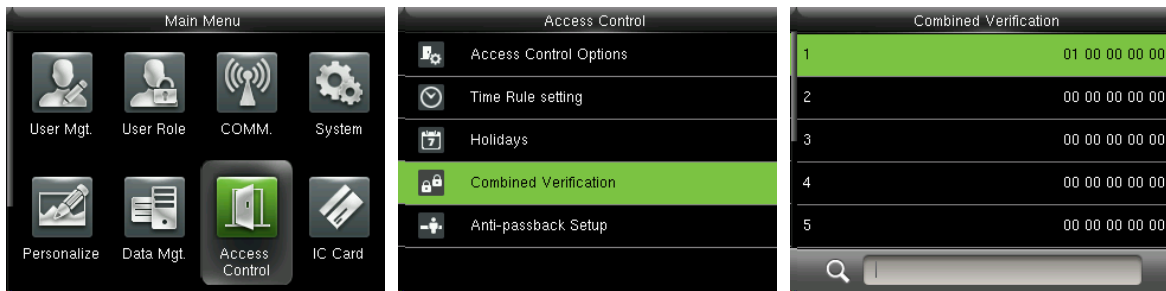 Main Menu
User Mgt.
User Role
COMM.
System
Personalize
Data Mgt.
Access
Control
IC Card
Access Control
Access Control Options
Time Rule setting
Holidays
Combined Verification
Anti-passback Setup
Combined Verification
1 01 00 00 00 00
2 00 00 00 00 00
3 00 00 00 00 00
4 00 00 00 00 00
5 00 00 00 00 00